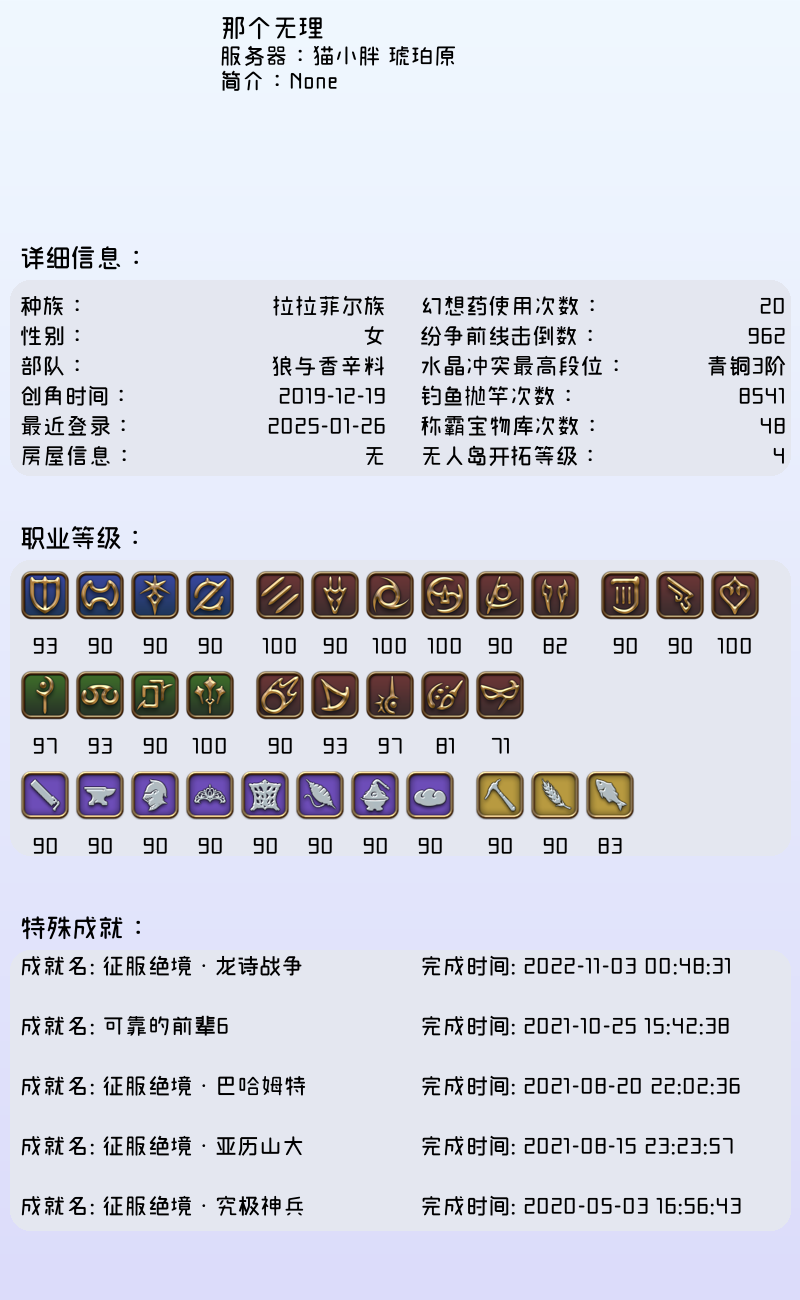 那个无理
服务器：猫小胖 琥珀原
简介：None
详细信息：
种族： 拉拉菲尔族 幻想药使用次数： 20
性别： 女 纷争前线击倒数： 962
部队： 狼与香辛料 水晶冲突最高段位： 青铜3阶
创角时间： 2019-12-19 钓鱼抛竿次数： 8541
最近登录： 2025-01-26 称霸宝物库次数： 48
房屋信息： 无 无人岛开拓等级： 4
职业等级：
93 90 90 90 100 90 100 100 90 82 90 90 100
97 93 90 100 90 93 97 81 71
90 90 90 90 90 90 90 90 90 90 83
特殊成就：
成就名: 征服绝境·龙诗战争 完成时间: 2022-11-03 00:48:31
成就名: 可靠的前辈6 完成时间: 2021-10-25 15:42:38
成就名: 征服绝境·巴哈姆特 完成时间: 2021-08-20 22:02:36
成就名: 征服绝境·亚历山大 完成时间: 2021-08-15 23:23:57
成就名: 征服绝境·究极神兵 完成时间: 2020-05-03 16:56:43